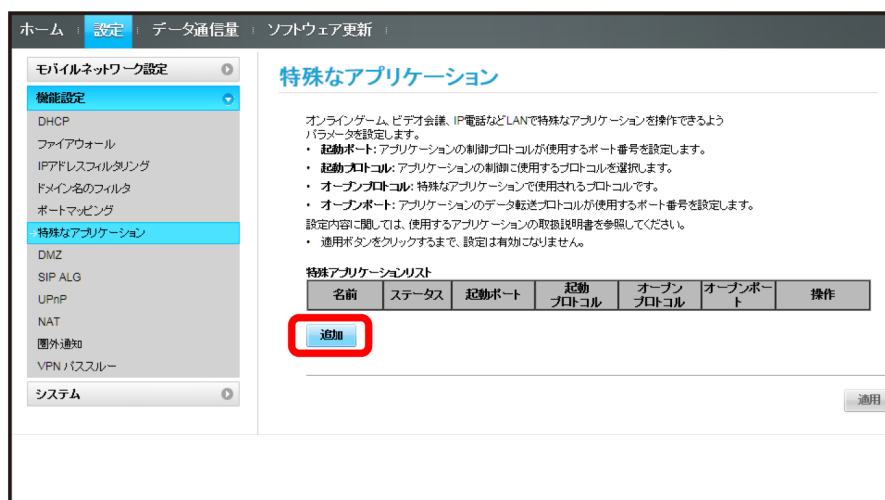 ホーム 設定 データ通信量 ソフトウェア更新
モバイルネットワーク設定
機能設定
DHCP
ファイアウォール
IPアドレスフィルタリング
ドメイン名のフィルタ
ポートマッピング
特殊なアプリケーション
DMZ
SIP ALG
UPnP
NAT
圏外通知
VPN パススルー
システム
特殊なアプリケーション
オンラインゲーム、ビデオ会議、IP電話などLANで特殊なアプリケーションを操作できるよう
パラメータを設定します。
・ 起動ポート: アプリケーションの制御プロトコルが使用するポート番号を設定します。
・ 起動プロトコル: アプリケーションの制御に使用するプロトコルを選択します。
・ オープンプロトコル: 特殊なアプリケーションで使用されるプロトコルです。
・ オープンポート: アプリケーションのデータ転送プロトコルが使用するポート番号を設定します。
設定内容に関しては、使用するアプリケーションの取扱説明書を参照してください。
・ 適用ボタンをクリックするまで、設定は有効になりません。
特殊アプリケーションリスト
名前 ステータス 起動ポート 起動プロトコル オープンプロトコル オープンポート 操作
追加
適用